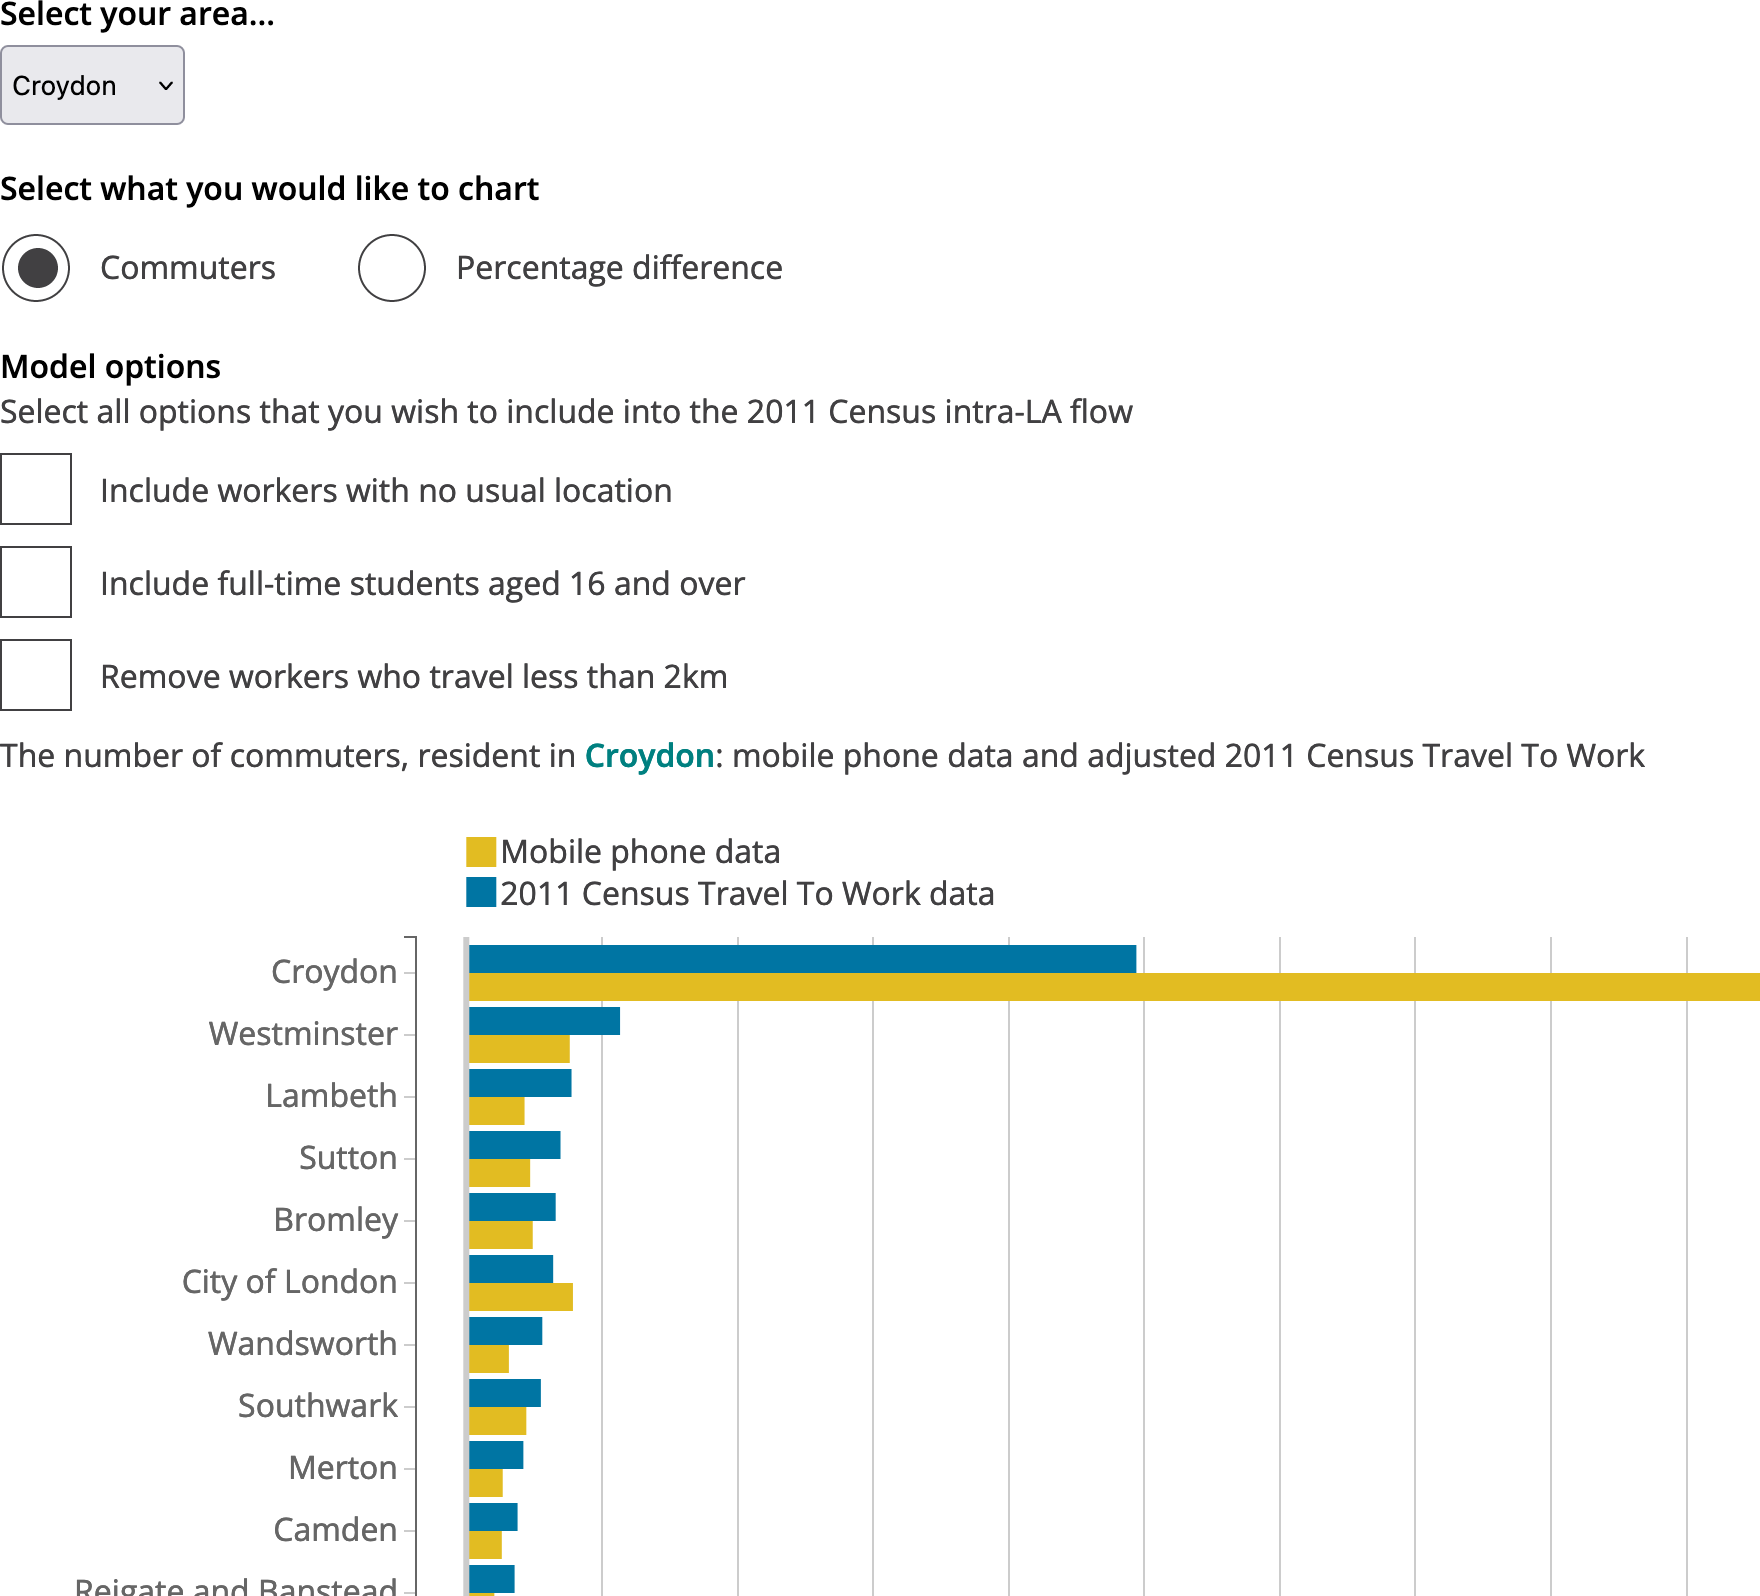 Select your area...
Croydon
Select what you would like to chart
Commuters
Percentage difference
Model options
Select all options that you wish to include into the 2011 Census intra-LA flow
Include workers with no usual location
Include full-time students aged 16 and over
Remove workers who travel less than 2km
The number of commuters, resident in Croydon: mobile phone data and adjusted 2011 Census Travel To Work
Mobile phone data
2011 Census Travel To Work data
Croydon
Westminster
Lambeth
Sutton
Bromley
City of London
Wandsworth
Southwark
Merton
Camden
Reigate and Banstead